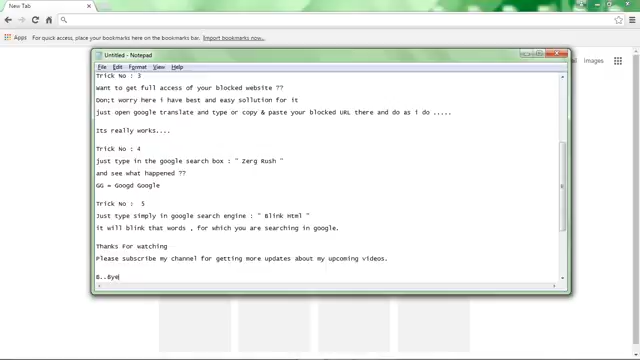 New Tab
Apps
For quick access, place your bookmarks here on the bookmarks bar. Import bookmarks now...
Images
Untitled - Notepad
File Edit Format View Help
Trick No : 3
Want to get full access of your blocked website ??
Don;t worry here i have best and easy sollution for it
just open google translate and type or copy & paste your blocked URL there and do as i do .....
Its really works....
Trick No : 4
just type in the google search box : " Zerg Rush "
and see what happened ??
GG = Googd Google
Trick No : 5
Just type simply in google search engine : " Blink Html "
it will blink that words , for which you are searching in google.
Thanks For watching
Please subscribe my channel for getting more updates about my upcoming videos.
B..Bye